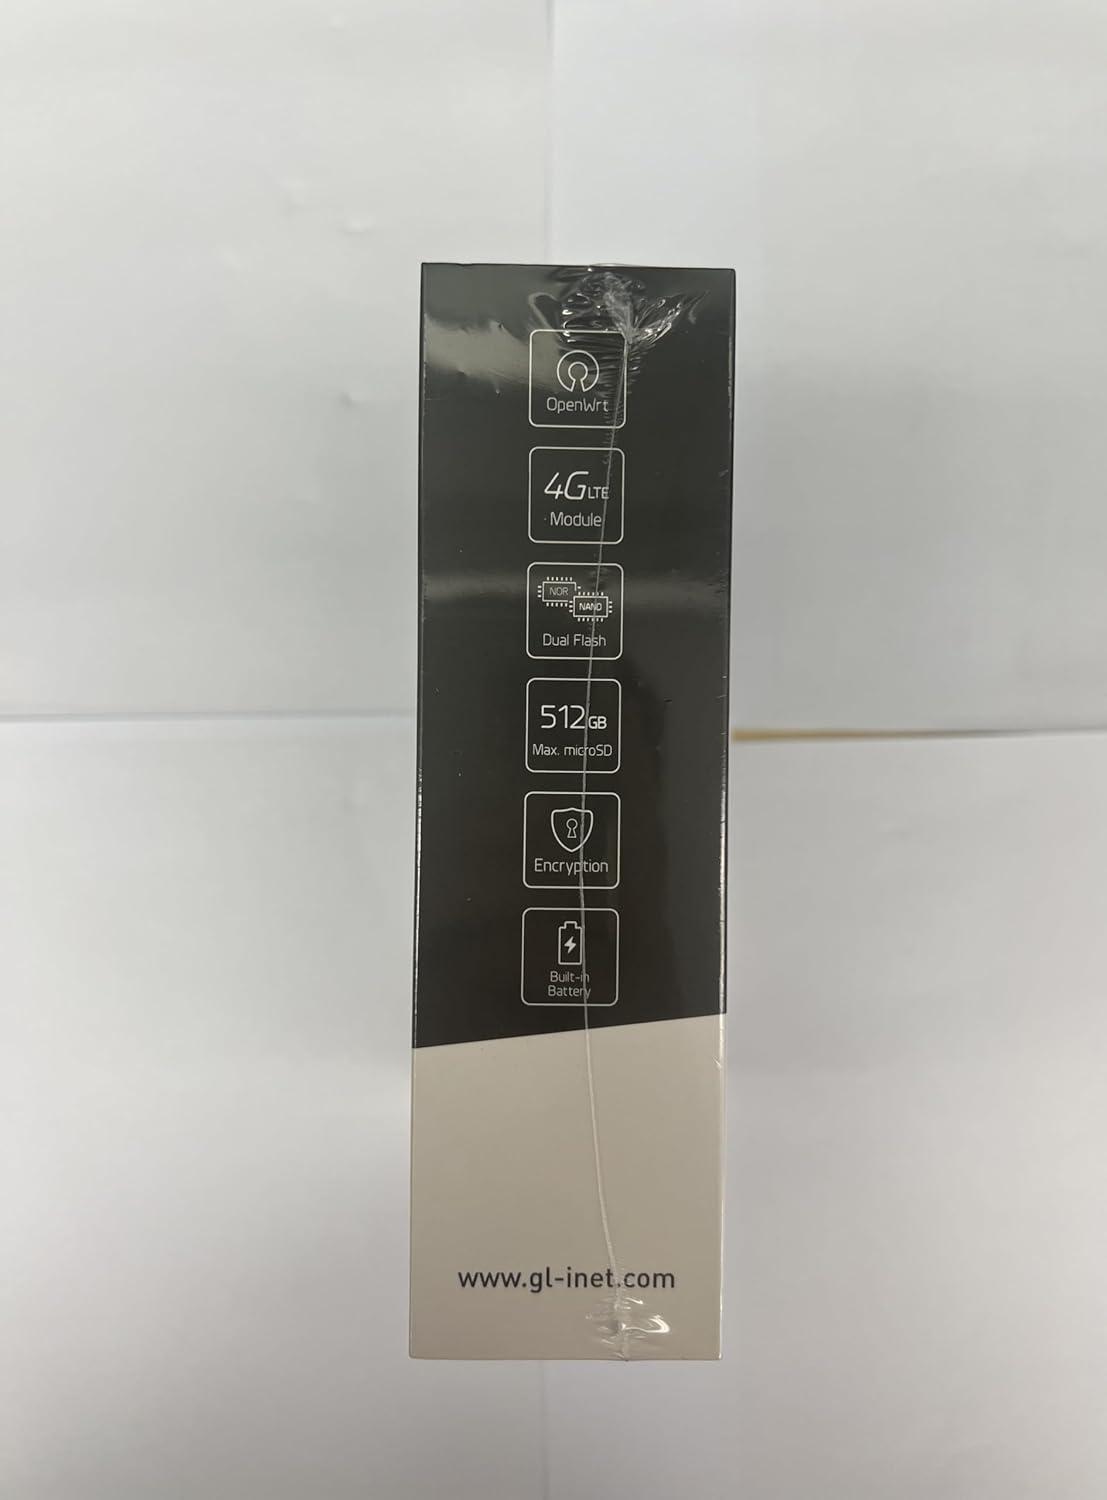 OpenWrt
4G LTE
Module
NOR
NAND
Dual Flash
512GB
Max. microSD
Encryption
Built-in
Battery
www.gl-inet.com